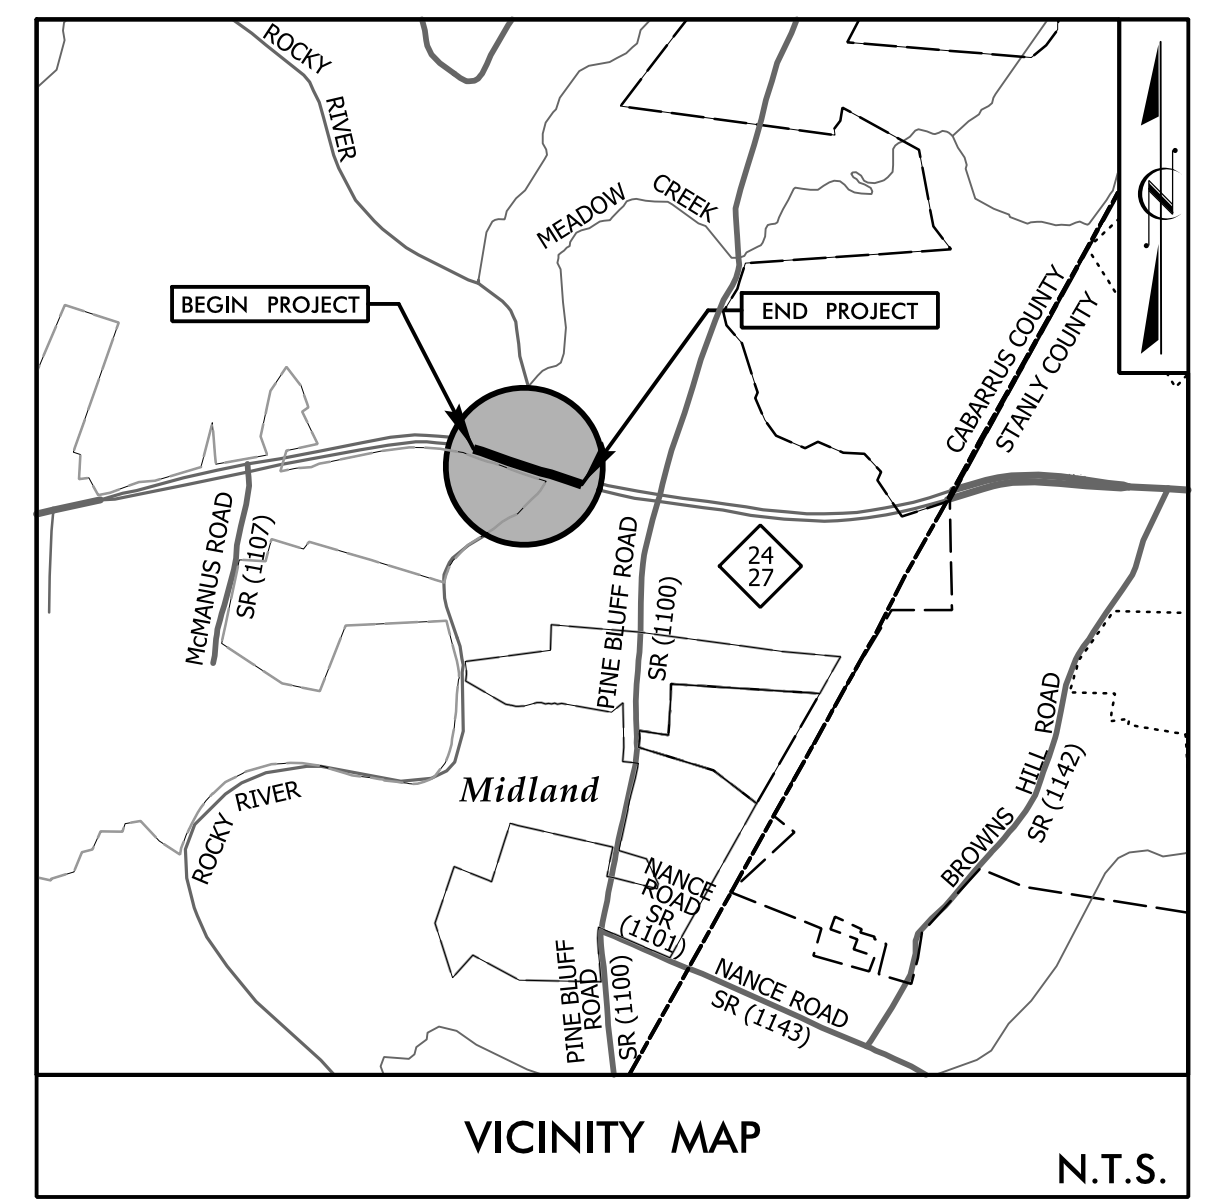 ROCKY
RIVER
MEADOW CREEK
BEGIN PROJECT
END PROJECT
CABARRUS COUNTY
STANLY COUNTY
McMANUS ROAD
SR (1107)
PINE BLUFF ROAD
SR (1100)
24
27
BROWNS HILL ROAD
SR (1142)
Midland
ROCKY RIVER
NANCE
ROAD
SR
(1101)
PINE BLUFF
ROAD
SR (1100)
NANCE ROAD
SR (1143)
VICINITY MAP
N.T.S.